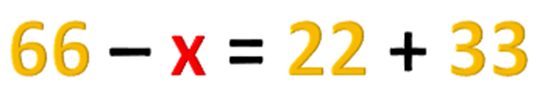 66 – x = 22 + 33